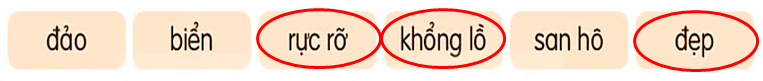 đảo biển rực rỡ khổng lồ san hô đẹp